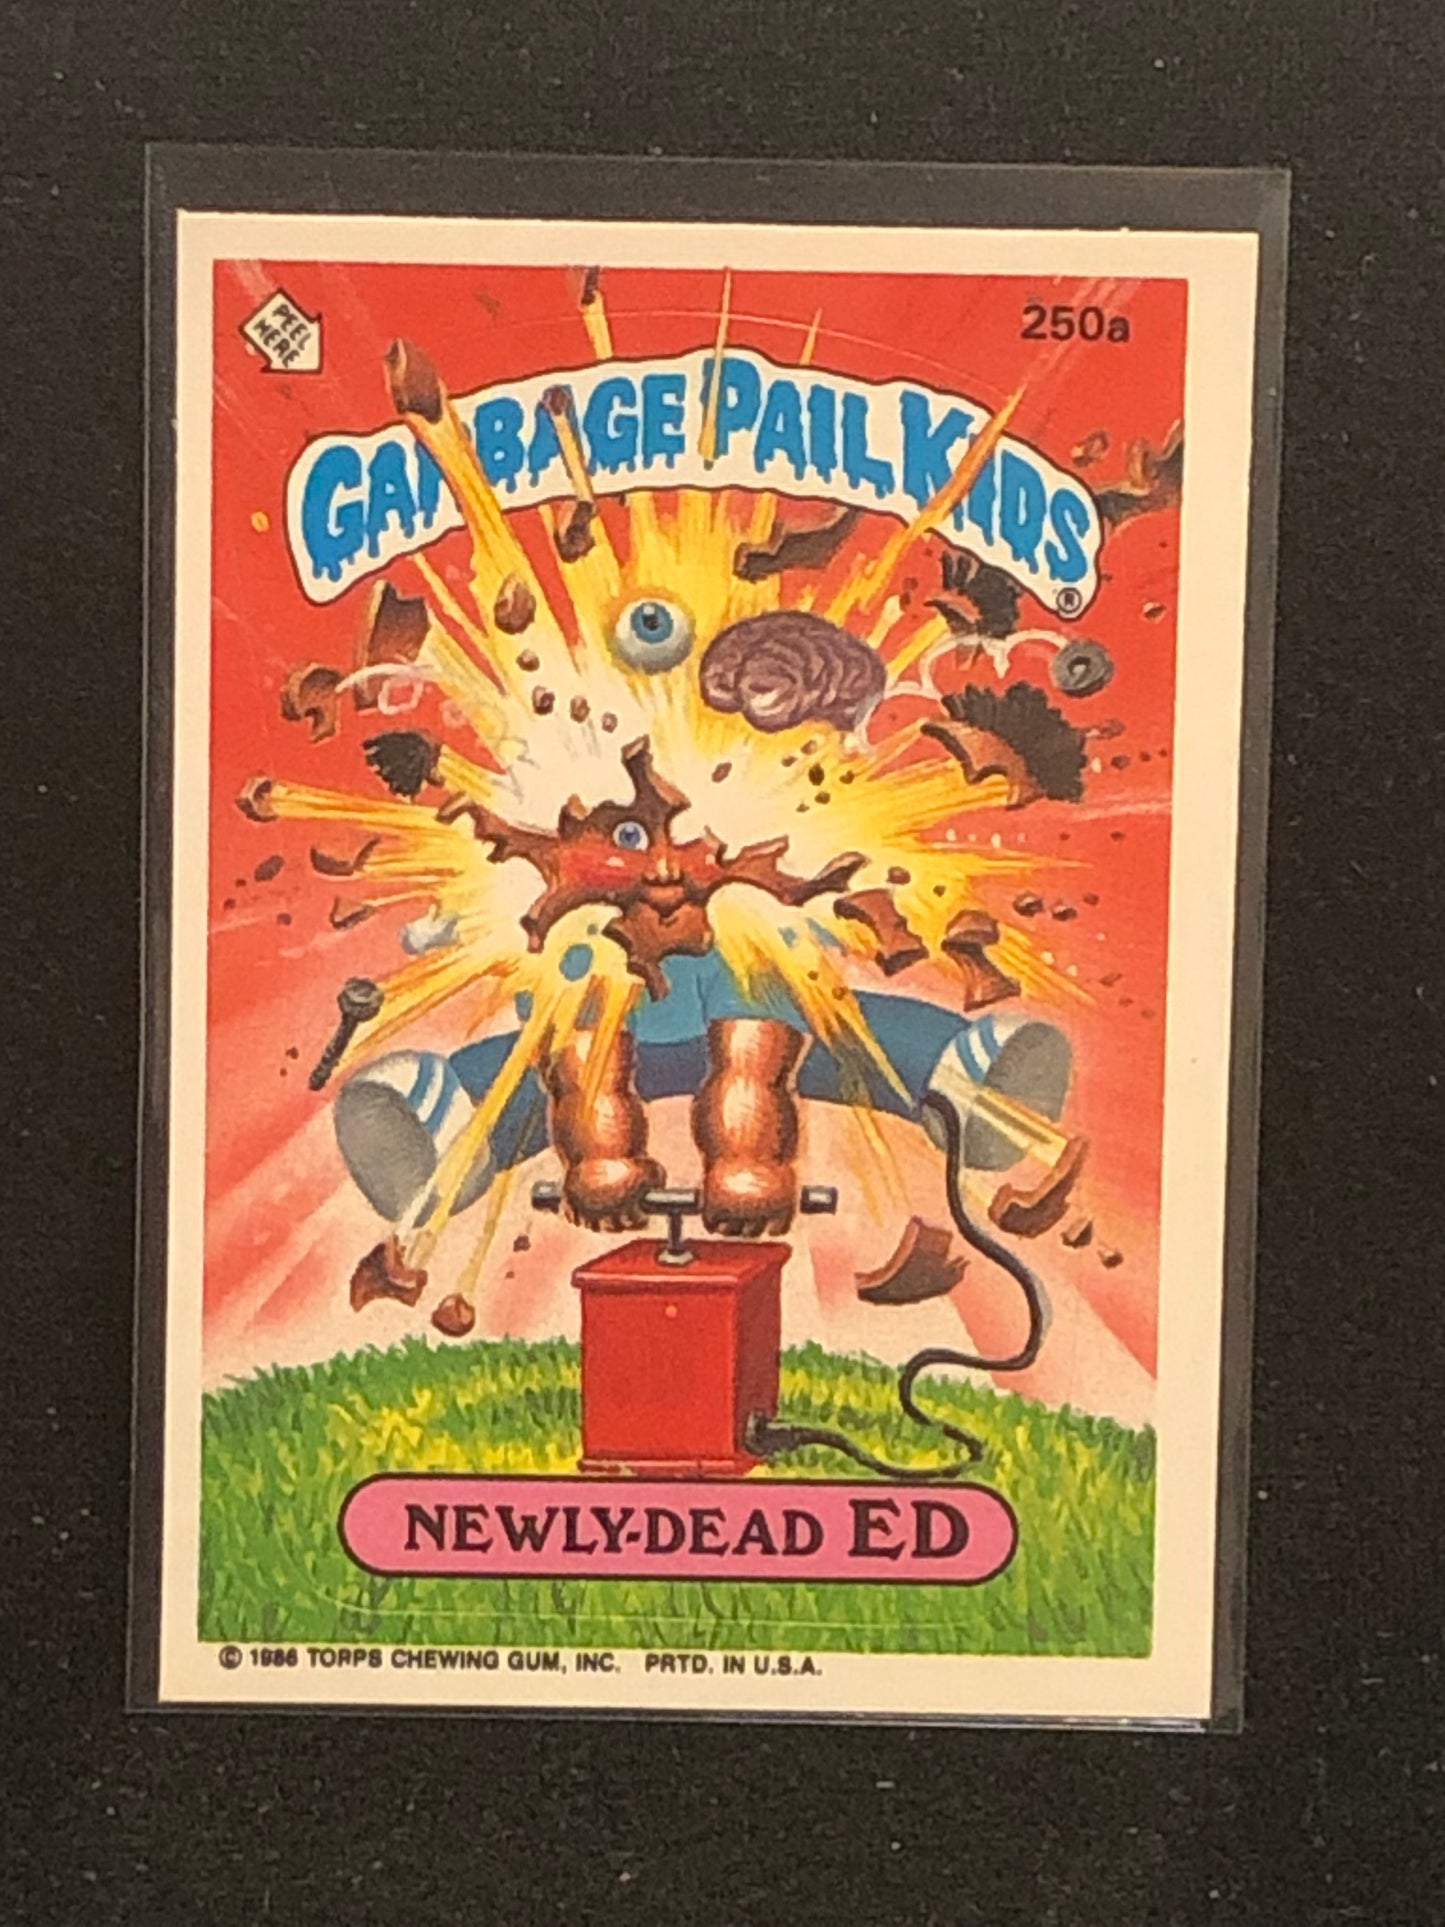 PEEL
HERE
250a
GARBAGE PAIL KIDS
®
NEWLY-DEAD ED
© 1986 TOPPS CHEWING GUM, INC. PRTD. IN U.S.A.